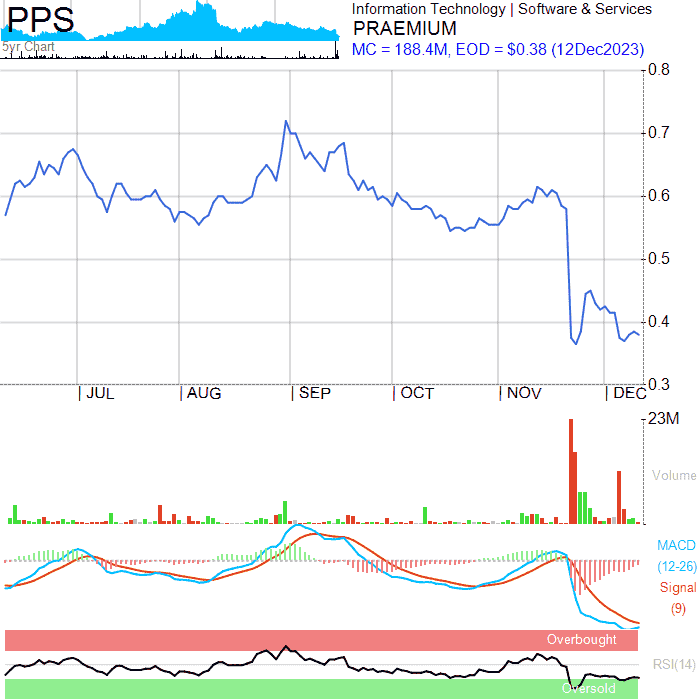 PPS
5yr Chart
Information Technology | Software & Services
PRAEMIUM
MC = 188.4M, EOD = $0.38 (12Dec2023)
0.8
0.7
0.6
0.5
0.4
0.3
| JUL | AUG | SEP | OCT | NOV | DEC
23M
Volume
MACD
(12-26)
Signal
(9)
Overbought
RSI(14)
Oversold